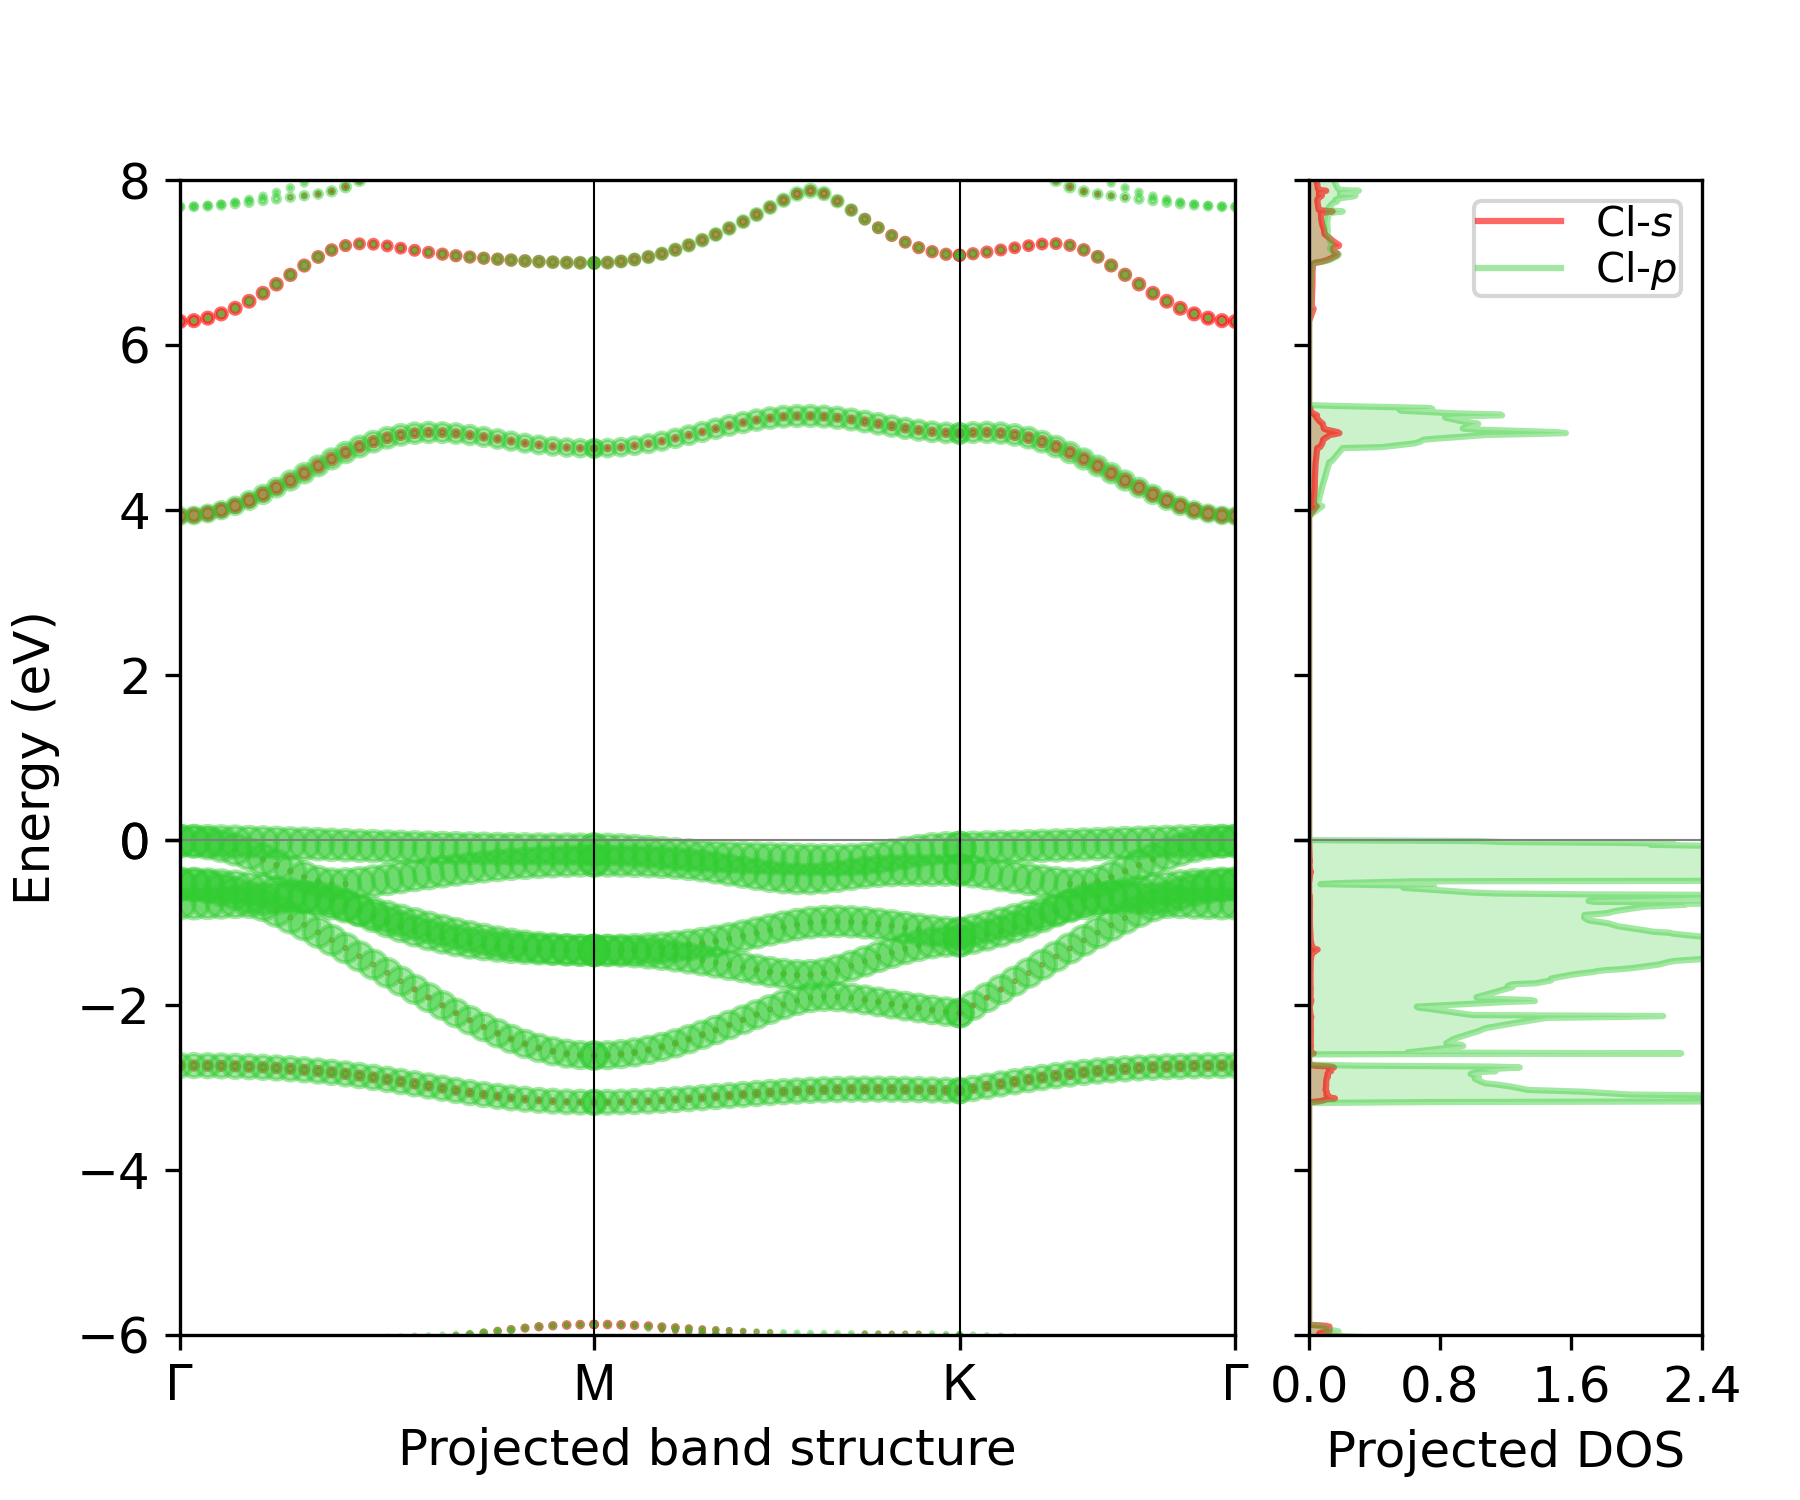 8
6
4
2
0
−2
−4
−6
Energy (eV)
Γ M K Γ
Projected band structure
Cl-s
Cl-p
0.0 0.8 1.6 2.4
Projected DOS